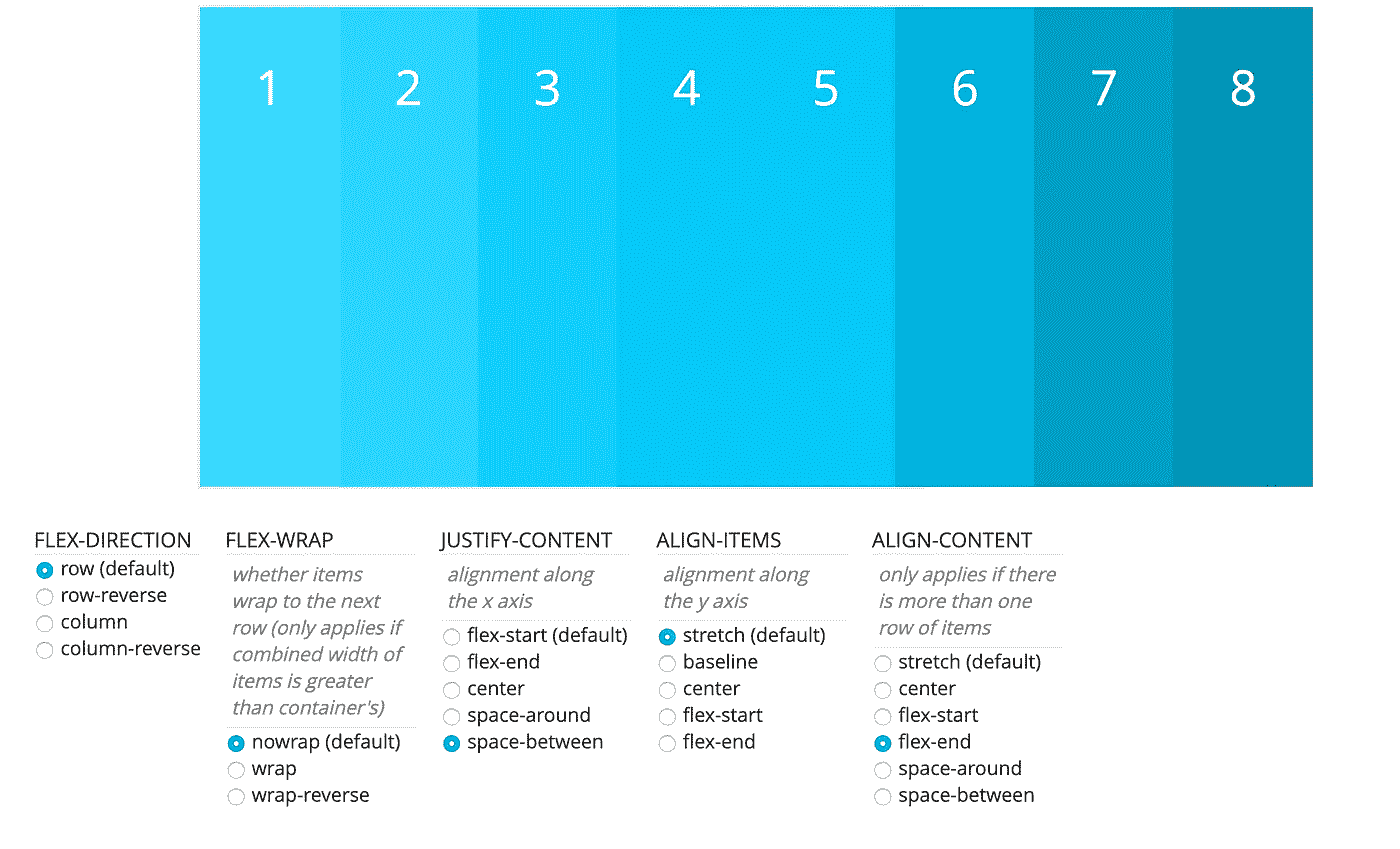 1 2 3 4 5 6 7 8
FLEX-DIRECTION
row (default)
row-reverse
column
column-reverse
FLEX-WRAP
whether items
wrap to the next
row (only applies if
combined width of
items is greater
than container's)
nowrap (default)
wrap
wrap-reverse
JUSTIFY-CONTENT
alignment along
the x axis
flex-start (default)
flex-end
center
space-around
space-between
ALIGN-ITEMS
alignment along
the y axis
stretch (default)
baseline
center
flex-start
flex-end
ALIGN-CONTENT
only applies if there
is more than one
row of items
stretch (default)
center
flex-start
flex-end
space-around
space-between